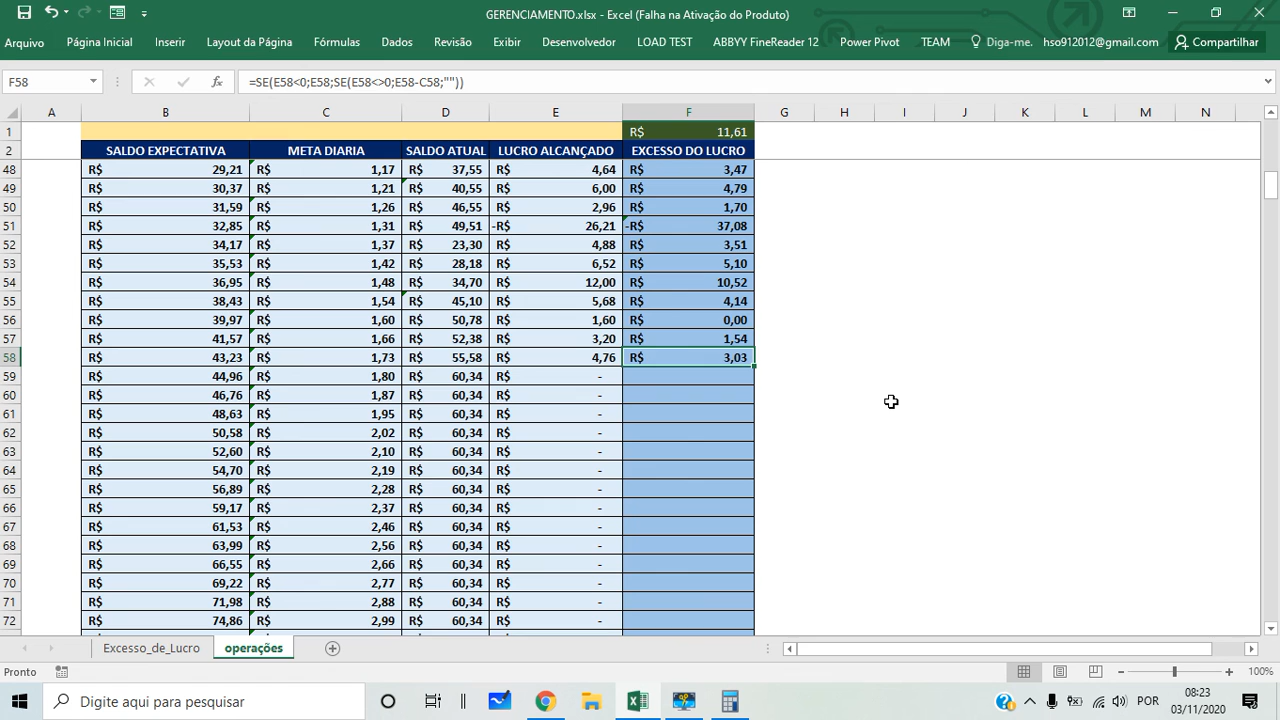 GERENCIAMENTO.xlsx - Excel (Falha na Ativação do Produto)
Arquivo Página Inicial Inserir Layout da Página Fórmulas Dados Revisão Exibir Desenvolvedor LOAD TEST ABBYY FineReader 12 Power Pivot TEAM Diga-me. hso912012@gmail.com Compartilhar
F58 fx =SE(E58<0;E58;SE(E58<>0;E58-C58;""))
A B C D E F G H I J K L M N
1 R$ 11,61
2 SALDO EXPECTATIVA META DIARIA SALDO ATUAL LUCRO ALCANÇADO EXCESSO DO LUCRO
48 R$ 29,21 R$ 1,17 R$ 37,55 R$ 4,64 R$ 3,47
49 R$ 30,37 R$ 1,21 R$ 40,55 R$ 6,00 R$ 4,79
50 R$ 31,59 R$ 1,26 R$ 46,55 R$ 2,96 R$ 1,70
51 R$ 32,85 R$ 1,31 R$ 49,51 -R$ 26,21 -R$ 37,08
52 R$ 34,17 R$ 1,37 R$ 23,30 R$ 4,88 R$ 3,51
53 R$ 35,53 R$ 1,42 R$ 28,18 R$ 6,52 R$ 5,10
54 R$ 36,95 R$ 1,48 R$ 34,70 R$ 12,00 R$ 10,52
55 R$ 38,43 R$ 1,54 R$ 45,10 R$ 5,68 R$ 4,14
56 R$ 39,97 R$ 1,60 R$ 50,78 R$ 1,60 R$ 0,00
57 R$ 41,57 R$ 1,66 R$ 52,38 R$ 3,20 R$ 1,54
58 R$ 43,23 R$ 1,73 R$ 55,58 R$ 4,76 R$ 3,03
59 R$ 44,96 R$ 1,80 R$ 60,34 R$ -
60 R$ 46,76 R$ 1,87 R$ 60,34 R$ -
61 R$ 48,63 R$ 1,95 R$ 60,34 R$ -
62 R$ 50,58 R$ 2,02 R$ 60,34 R$ -
63 R$ 52,60 R$ 2,10 R$ 60,34 R$ -
64 R$ 54,70 R$ 2,19 R$ 60,34 R$ -
65 R$ 56,89 R$ 2,28 R$ 60,34 R$ -
66 R$ 59,17 R$ 2,37 R$ 60,34 R$ -
67 R$ 61,53 R$ 2,46 R$ 60,34 R$ -
68 R$ 63,99 R$ 2,56 R$ 60,34 R$ -
69 R$ 66,55 R$ 2,66 R$ 60,34 R$ -
70 R$ 69,22 R$ 2,77 R$ 60,34 R$ -
71 R$ 71,98 R$ 2,88 R$ 60,34 R$ -
72 R$ 74,86 R$ 2,99 R$ 60,34 R$ -
Excesso_de_Lucro operações
Pronto 100%
Digite aqui para pesquisar POR 08:23
03/11/2020